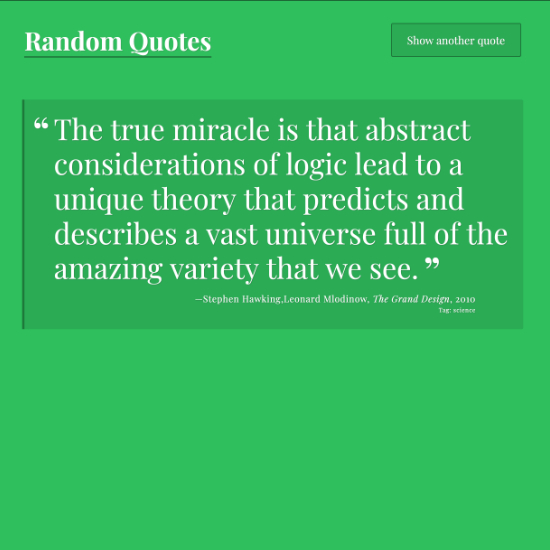 Random Quotes
Show another quote
“ The true miracle is that abstract
considerations of logic lead to a
unique theory that predicts and
describes a vast universe full of the
amazing variety that we see. ”
—Stephen Hawking,Leonard Mlodinow, The Grand Design, 2010
Tag: science